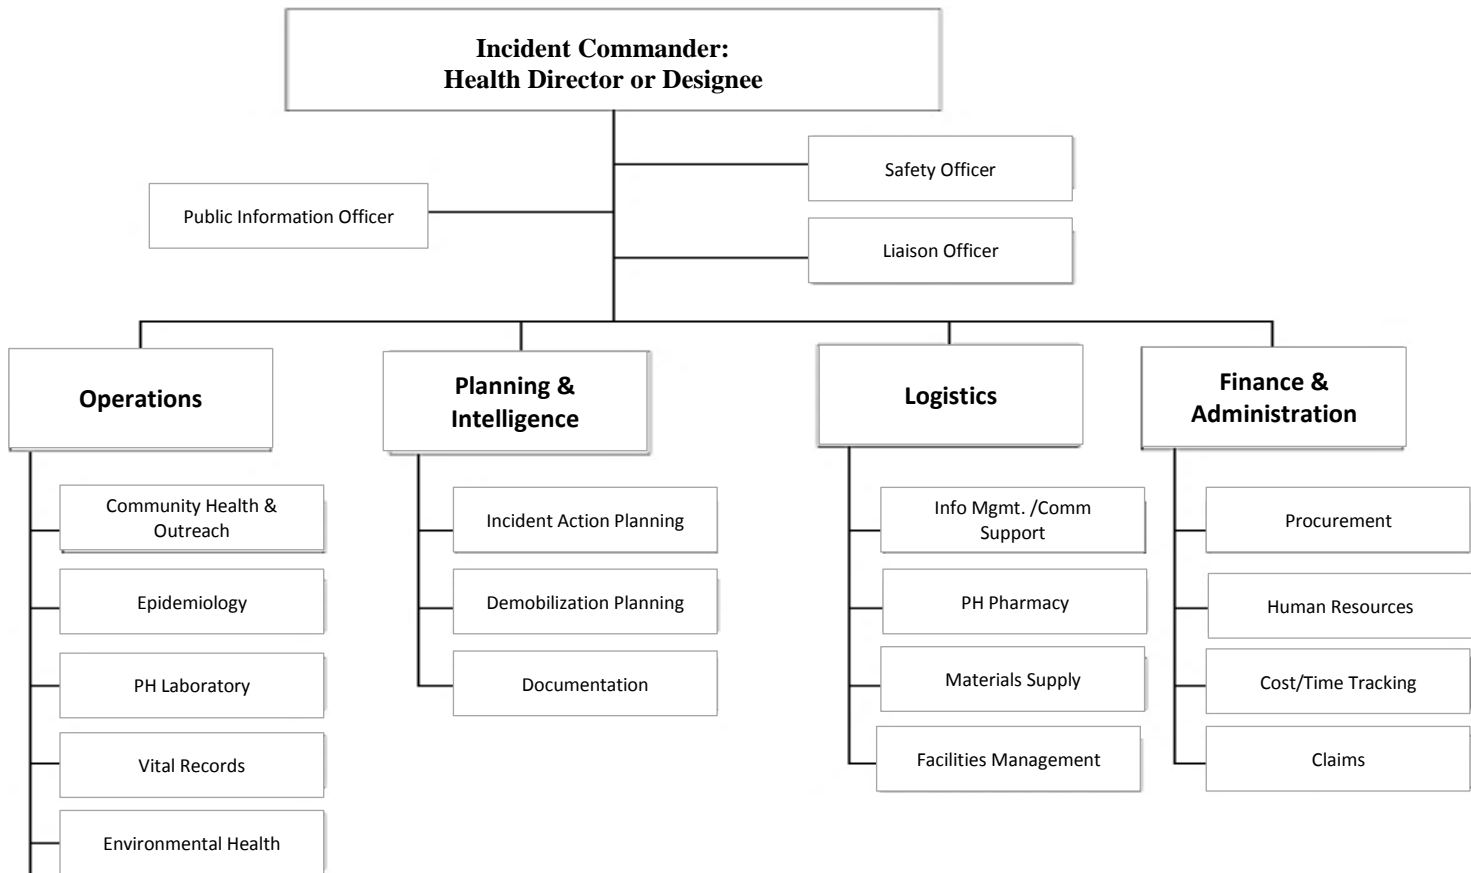 Incident Commander:
Health Director or Designee
Safety Officer
Public Information Officer
Liaison Officer
Operations
Planning &
Intelligence
Logistics
Finance &
Administration
Community Health &
Outreach
Epidemiology
PH Laboratory
Vital Records
Environmental Health
Incident Action Planning
Demobilization Planning
Documentation
Info Mgmt. /Comm
Support
PH Pharmacy
Materials Supply
Facilities Management
Procurement
Human Resources
Cost/Time Tracking
Claims